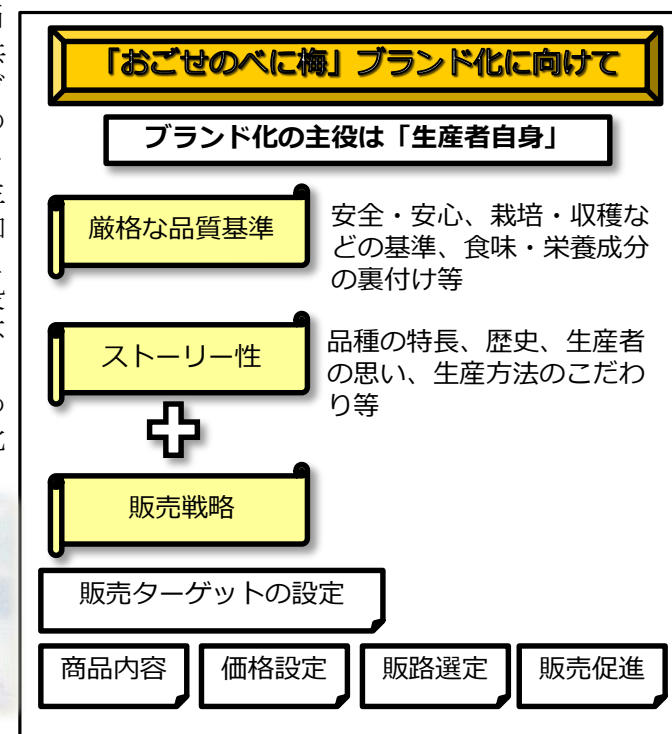 「おごせのべに梅」ブランド化に向けて
ブランド化の主役は「生産者自身」
厳格な品質基準
安全・安心、栽培・収穫な
どの基準、食味・栄養成分
の裏付け等
ストーリー性
品種の特長、歴史、生産者
の思い、生産方法のこだわ
り等
販売戦略
販売ターゲットの設定
商品内容
価格設定
販路選定
販売促進